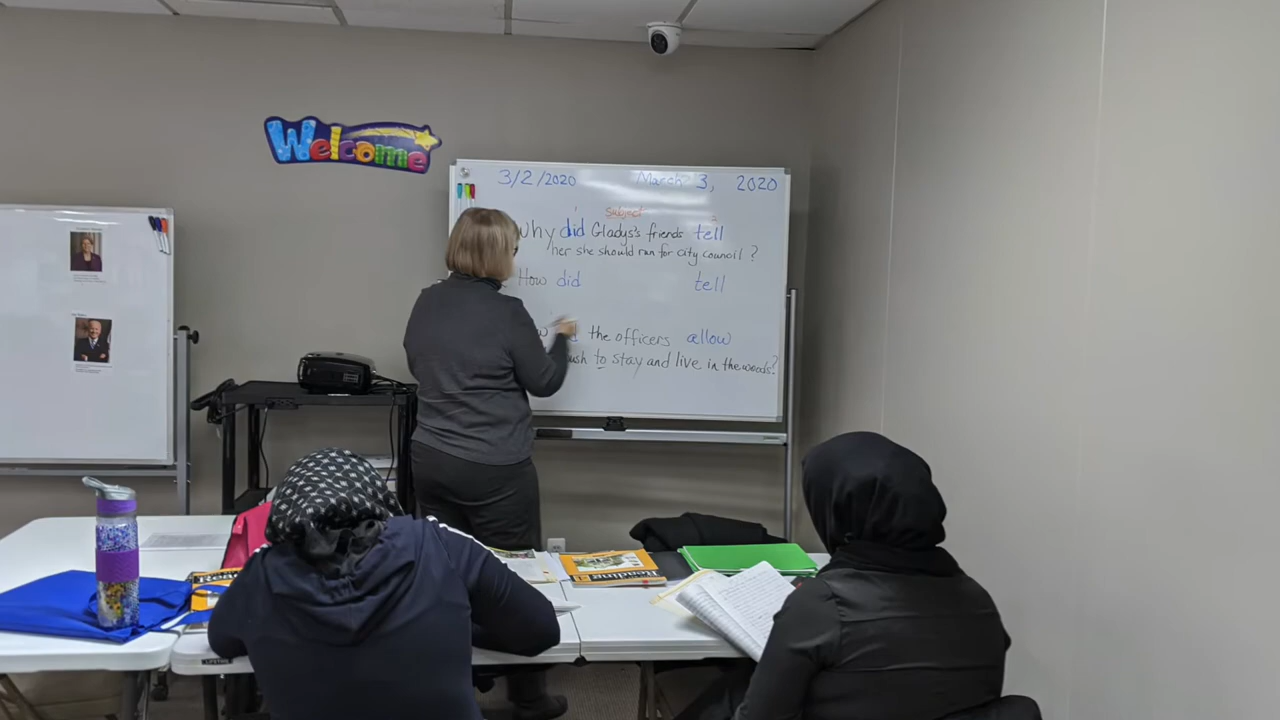 Welcome
3/2/2020 March 3, 2020
Subject
Why did Gladys's friends tell
her she should run for city council ?
How did tell
the officers allow
to stay and live in the woods?
Reading